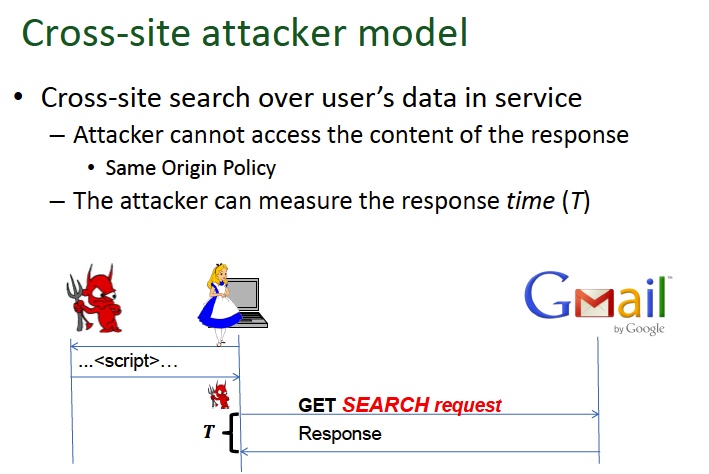 Cross-site attacker model
• Cross-site search over user's data in service
– Attacker cannot access the content of the response
• Same Origin Policy
– The attacker can measure the response time (T)
Gmail™
by Google
...<script>...
GET SEARCH request
T
Response